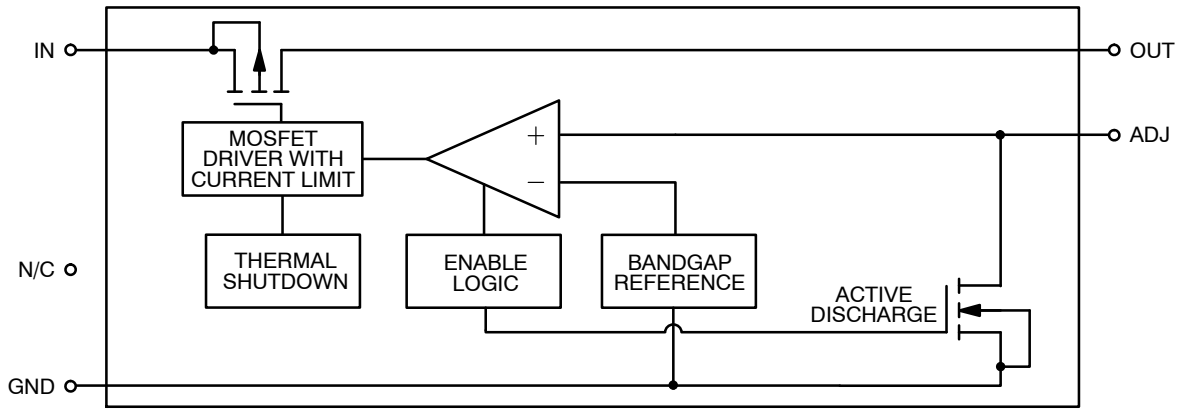 IN
OUT
ADJ
+
−
MOSFET
DRIVER WITH
CURRENT LIMIT
THERMAL
SHUTDOWN
ENABLE
LOGIC
BANDGAP
REFERENCE
N/C
ACTIVE
DISCHARGE
GND